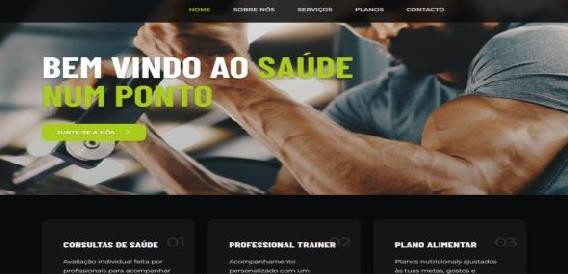 HOME SOBRE NÓS SERVIÇOS PLANOS CONTACTO
BEM VINDO AO SAÚDE
NUM PONTO
JUNTE-SE A NÓS
CONSULTAS DE SAÚDE 01
Avaliação individual feita por
profissionais para acompanhar
PROFESSIONAL TRAINER 02
Acompanhamento
personalizado com um
PLANO ALIMENTAR 03
Planos nutricionais ajustados
às tuas metas, gostos e